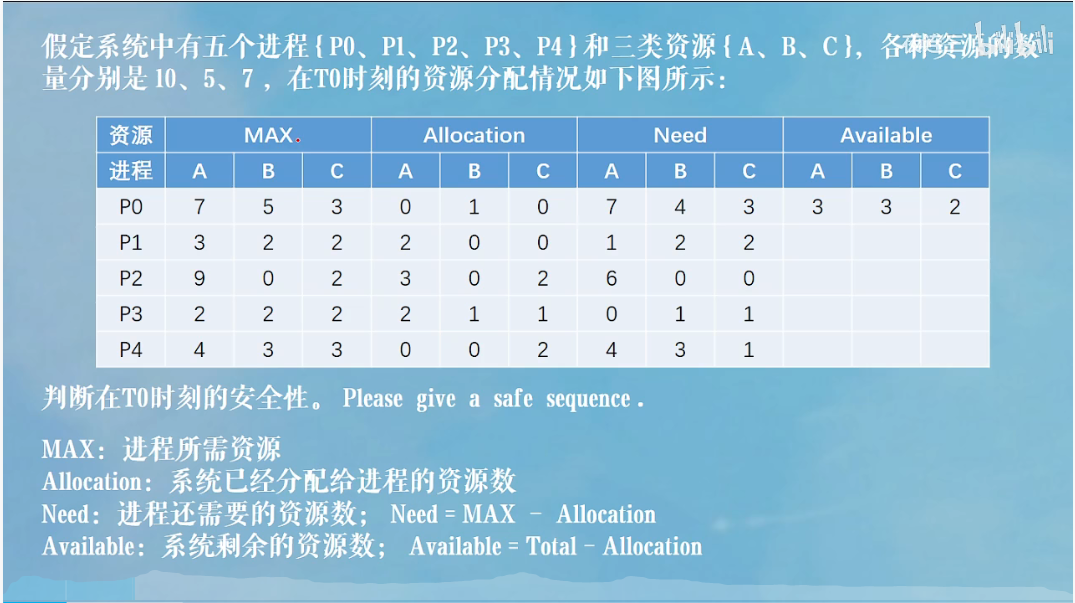 假定系统中有五个进程{P0、P1、P2、P3、P4}和三类资源{A、B、C}，各种资源的数
量分别是 10、5、7 ，在T0时刻的资源分配情况如下图所示：
资源 MAX Allocation Need Available
进程 A B C A B C A B C A B C
P0 7 5 3 0 1 0 7 4 3 3 3 2
P1 3 2 2 2 0 0 1 2 2
P2 9 0 2 3 0 2 6 0 0
P3 2 2 2 2 1 1 0 1 1
P4 4 3 3 0 0 2 4 3 1
判断在T0时刻的安全性。 Please give a safe sequence .
MAX：进程所需资源
Allocation：系统已经分配给进程的资源数
Need：进程还需要的资源数； Need = MAX - Allocation
Available：系统剩余的资源数； Available = Total - Allocation